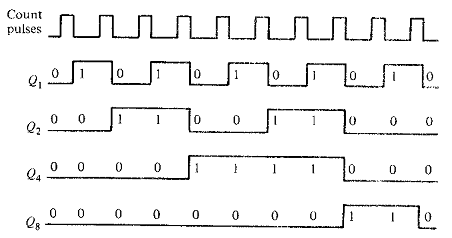 Count
pulses
Q1 0 1 0 1 0 1 0 1 0 1 0
Q2 0 0 1 1 0 0 1 1 0 0 0
Q4 0 0 0 0 1 1 1 1 0 0 0
Q8 0 0 0 0 0 0 0 0 1 1 0